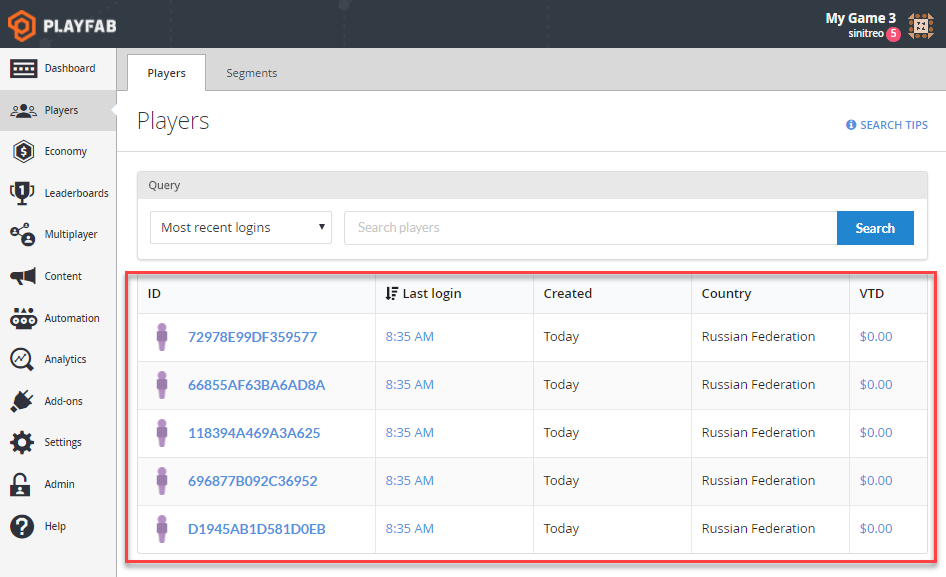 PLAYFAB
My Game 3
sinitreo 5
Dashboard
Players
Economy
1
Leaderboards
Multiplayer
Content
Automation
Analytics
Add-ons
Settings
Admin
Help
Players Segments
Players
SEARCH TIPS
Query
Most recent logins Search players Search
ID Last login Created Country VTD
72978E99DF359577 8:35 AM Today Russian Federation $0.00
66855AF63BA6AD8A 8:35 AM Today Russian Federation $0.00
118394A469A3A625 8:35 AM Today Russian Federation $0.00
696877B092C36952 8:35 AM Today Russian Federation $0.00
D1945AB1D581D0EB 8:35 AM Today Russian Federation $0.00